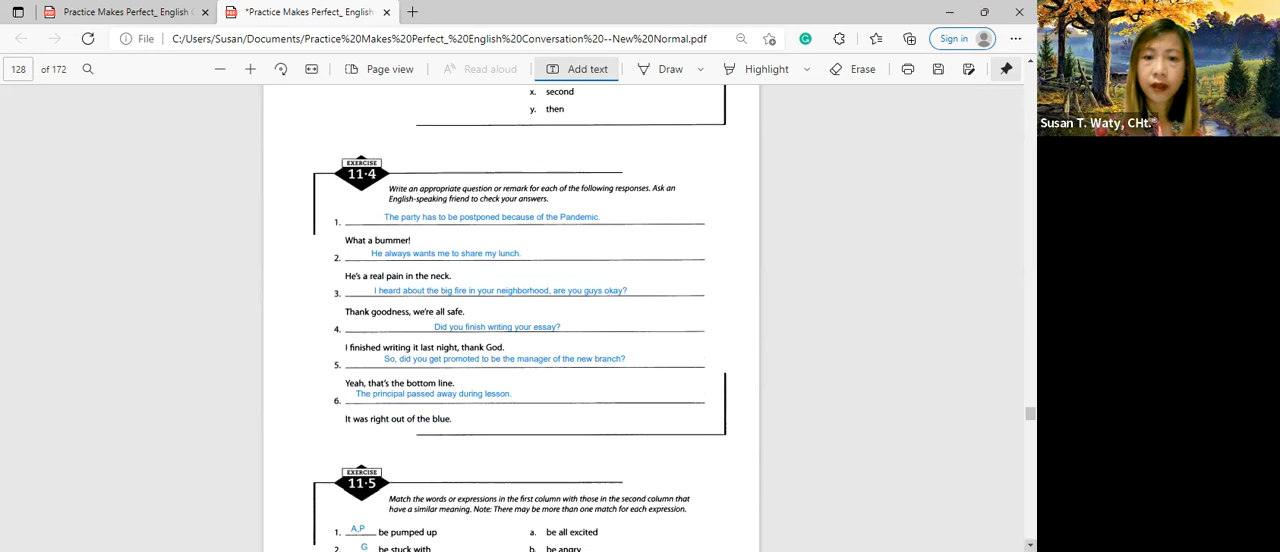 Practice Makes Perfect_ English C
*Practice Makes Perfect_ English
File
C:/Users/Susan/Documents/Practice%20Makes%20Perfect_%20English%20Conversation%20--New%20Normal.pdf
Sign in
128 of 172
Page view
Read aloud
Add text
Draw
Highlight
Erase
Susan T. Waty, CHt.®
x. second
y. then
EXERCISE
11·4
Write an appropriate question or remark for each of the following responses. Ask an
English-speaking friend to check your answers.
1. The party has to be postponed because of the Pandemic.
What a bummer!
2. He always wants me to share my lunch.
He's a real pain in the neck.
3. I heard about the big fire in your neighborhood, are you guys okay?
Thank goodness, we're all safe.
4. Did you finish writing your essay?
I finished writing it last night, thank God.
5. So, did you get promoted to be the manager of the new branch?
Yeah, that's the bottom line.
6. The principal passed away during lesson.
It was right out of the blue.
EXERCISE
11·5
Match the words or expressions in the first column with those in the second column that
have a similar meaning. Note: There may be more than one match for each expression.
1. A,P be pumped up a. be all excited
2. G be stuck with b. be angry